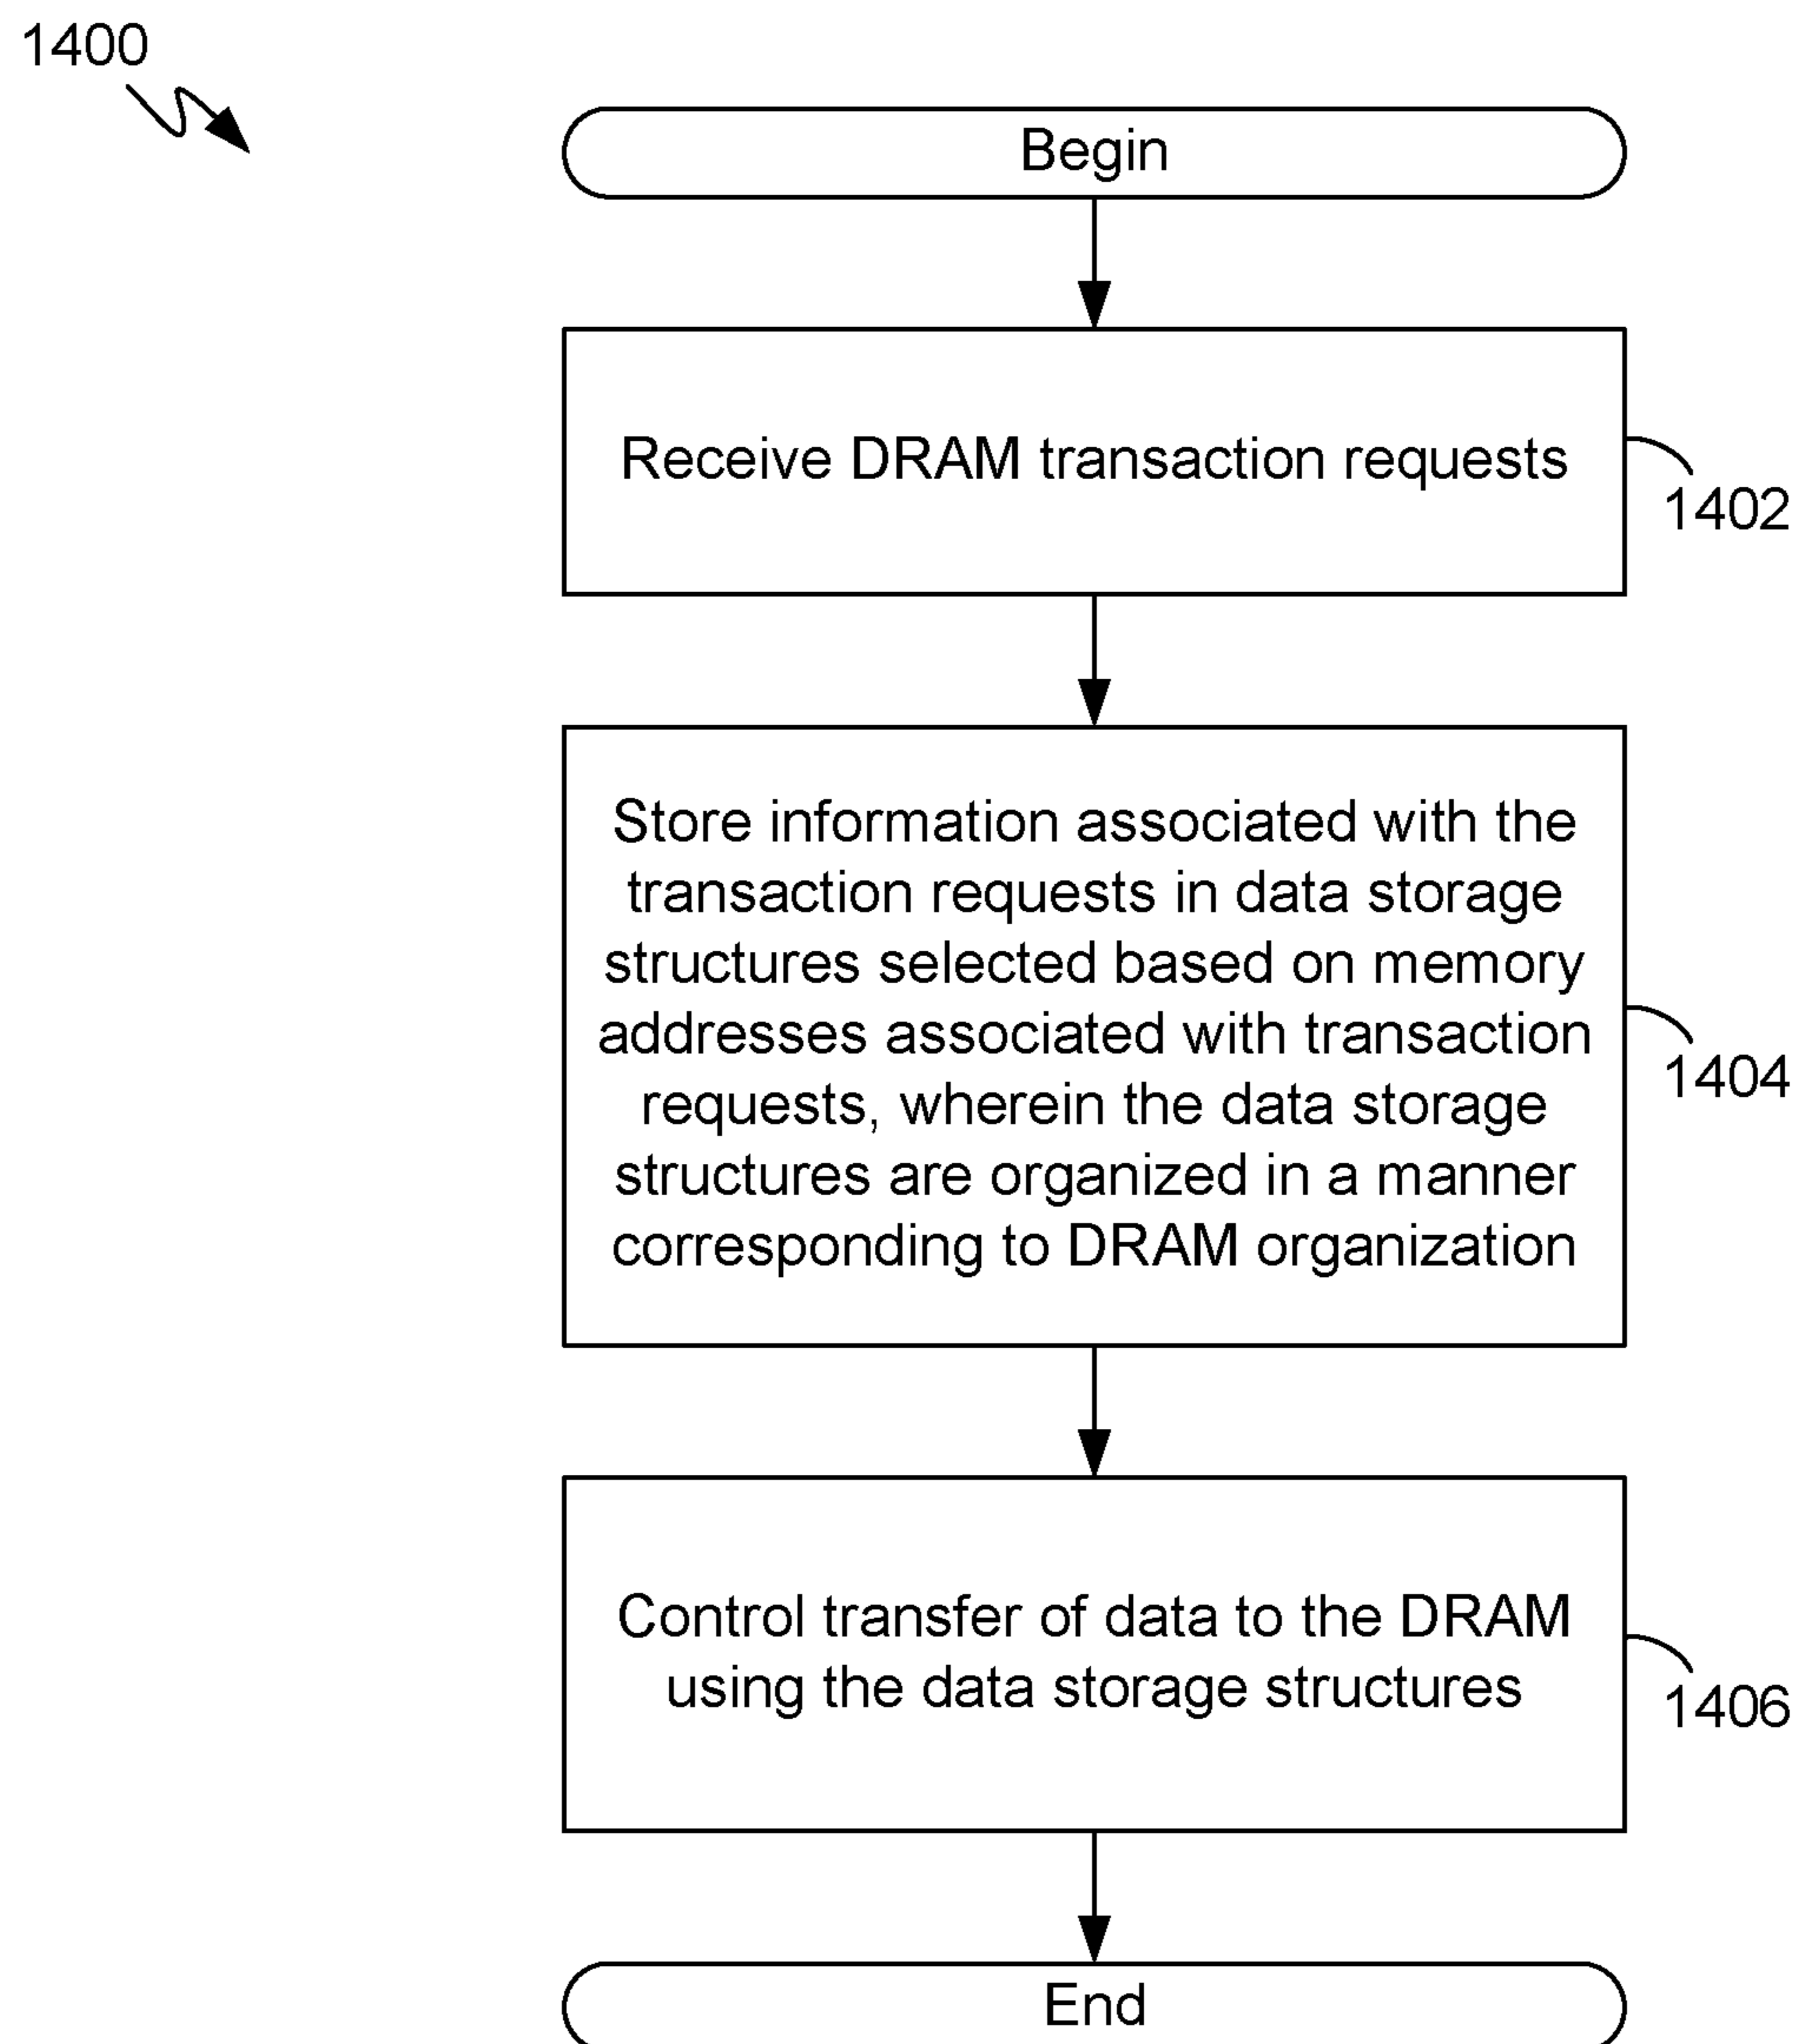 1400
Begin
Receive DRAM transaction requests
1402
Store information associated with the
transaction requests in data storage
structures selected based on memory
addresses associated with transaction
requests, wherein the data storage
structures are organized in a manner
corresponding to DRAM organization
1404
Control transfer of data to the DRAM
using the data storage structures
1406
End